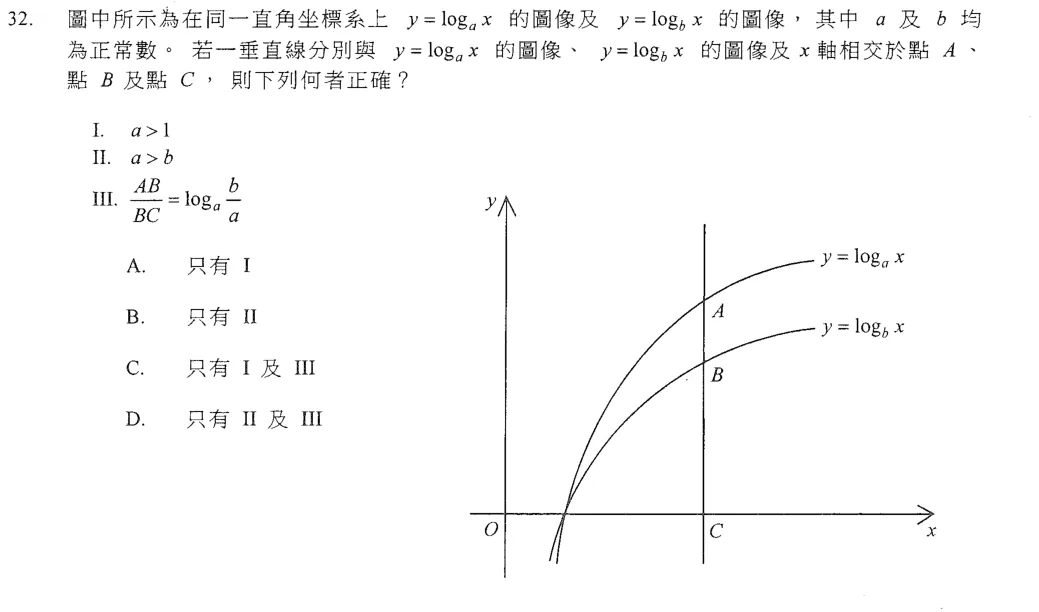 32. 圖中所示為在同一直角坐標系上 y = logₐ x 的圖像及 y = log_b x 的圖像，其中 a 及 b 均
為正常數。 若一垂直線分別與 y = logₐ x 的圖像、 y = log_b x 的圖像及 x 軸相交於點 A 、
點 B 及點 C ， 則下列何者正確？
I. a > 1
II. a > b
III. AB/BC = logₐ b/a
A. 只有 I
B. 只有 II
C. 只有 I 及 III
D. 只有 II 及 III
y
y = logₐ x
A
y = log_b x
B
O
C
x